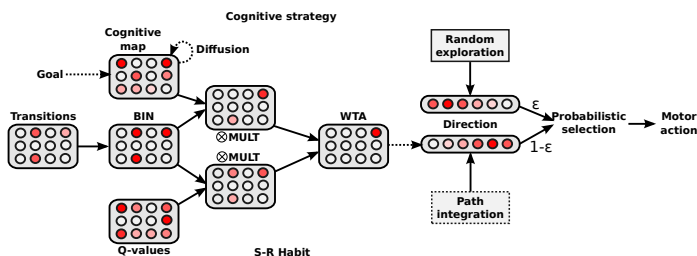 Cognitive strategy
Cognitive
map
Diffusion
Goal
Random
exploration
Transitions
BIN
⊗MULT
⊗MULT
WTA
ε
Direction
1-ε
Probabilistic
selection
Motor
action
Path
integration
Q-values
S-R Habit